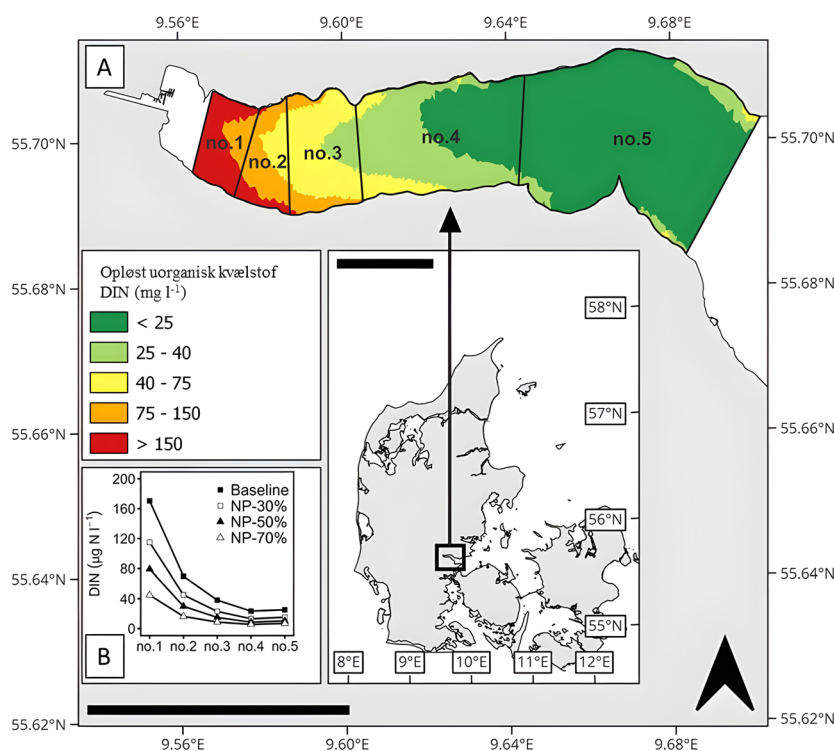 9.56°E 9.60°E 9.64°E 9.68°E
A
55.70°N
55.70°N
no.1
no.2
no.3
no.4
no.5
Opløst uorganisk kvælstof
DIN (mg l⁻¹)
< 25
25 - 40
40 - 75
75 - 150
> 150
55.68°N
55.68°N
55.66°N
55.66°N
55.64°N
55.64°N
55.62°N
55.62°N
58°N
57°N
56°N
55°N
8°E 9°E 10°E 11°E 12°E
200
160
120
80
40
0
DIN (µg N l⁻¹)
Baseline
NP-30%
NP-50%
NP-70%
no.1 no.2 no.3 no.4 no.5
B
9.56°E 9.60°E 9.64°E 9.68°E